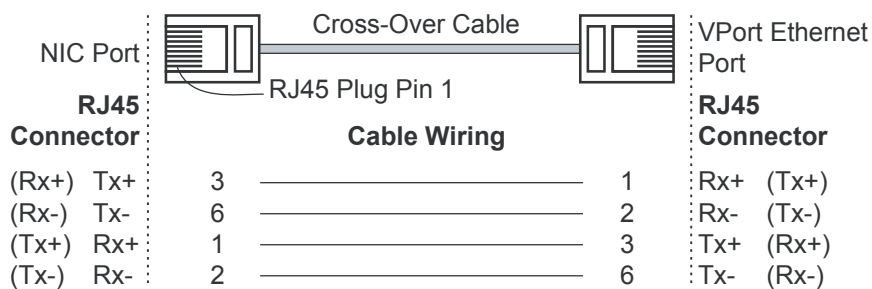 Cross-Over Cable
NIC Port
VPort Ethernet
Port
RJ45 Plug Pin 1
RJ45
Connector
Cable Wiring
RJ45
Connector
(Rx+) Tx+ 3 1 Rx+ (Tx+)
(Rx-) Tx- 6 2 Rx- (Tx-)
(Tx+) Rx+ 1 3 Tx+ (Rx+)
(Tx-) Rx- 2 6 Tx- (Rx-)